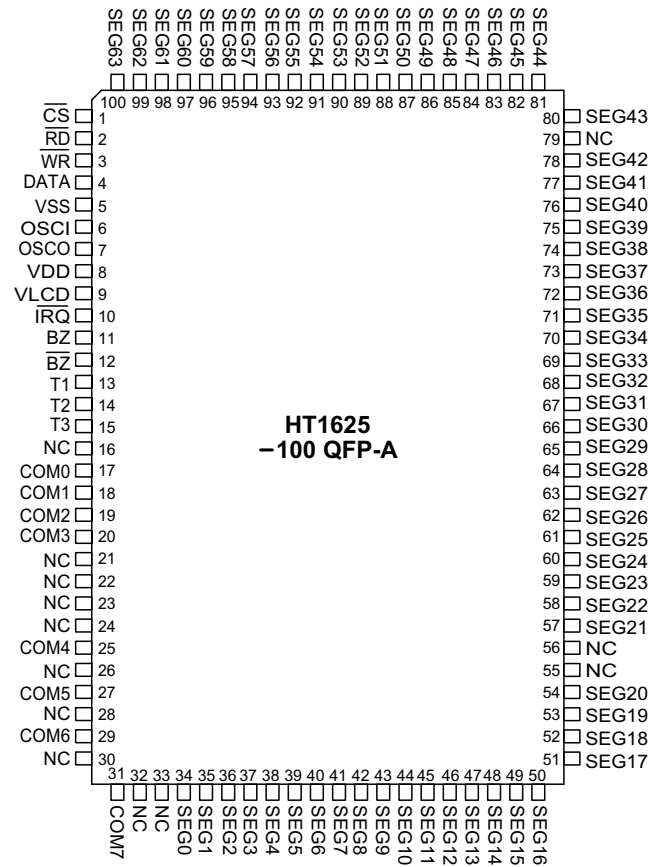 SEG63
SEG62
SEG61
SEG60
SEG59
SEG58
SEG57
SEG56
SEG55
SEG54
SEG53
SEG52
SEG51
SEG50
SEG49
SEG48
SEG47
SEG46
SEG45
SEG44
100 99 98 97 96 95 94 93 92 91 90 89 88 87 86 85 84 83 82 81
C̅S̅ 1
R̅D̅ 2
W̅R̅ 3
DATA 4
VSS 5
OSCI 6
OSCO 7
VDD 8
VLCD 9
I̅R̅Q̅ 10
BZ 11
B̅Z̅ 12
T1 13
T2 14
T3 15
NC 16
COM0 17
COM1 18
COM2 19
COM3 20
NC 21
NC 22
NC 23
NC 24
COM4 25
NC 26
COM5 27
NC 28
COM6 29
NC 30
HT1625
−100 QFP-A
80 SEG43
79 NC
78 SEG42
77 SEG41
76 SEG40
75 SEG39
74 SEG38
73 SEG37
72 SEG36
71 SEG35
70 SEG34
69 SEG33
68 SEG32
67 SEG31
66 SEG30
65 SEG29
64 SEG28
63 SEG27
62 SEG26
61 SEG25
60 SEG24
59 SEG23
58 SEG22
57 SEG21
56 NC
55 NC
54 SEG20
53 SEG19
52 SEG18
51 SEG17
31 32 33 34 35 36 37 38 39 40 41 42 43 44 45 46 47 48 49 50
COM7
NC
NC
SEG0
SEG1
SEG2
SEG3
SEG4
SEG5
SEG6
SEG7
SEG8
SEG9
SEG10
SEG11
SEG12
SEG13
SEG14
SEG15
SEG16